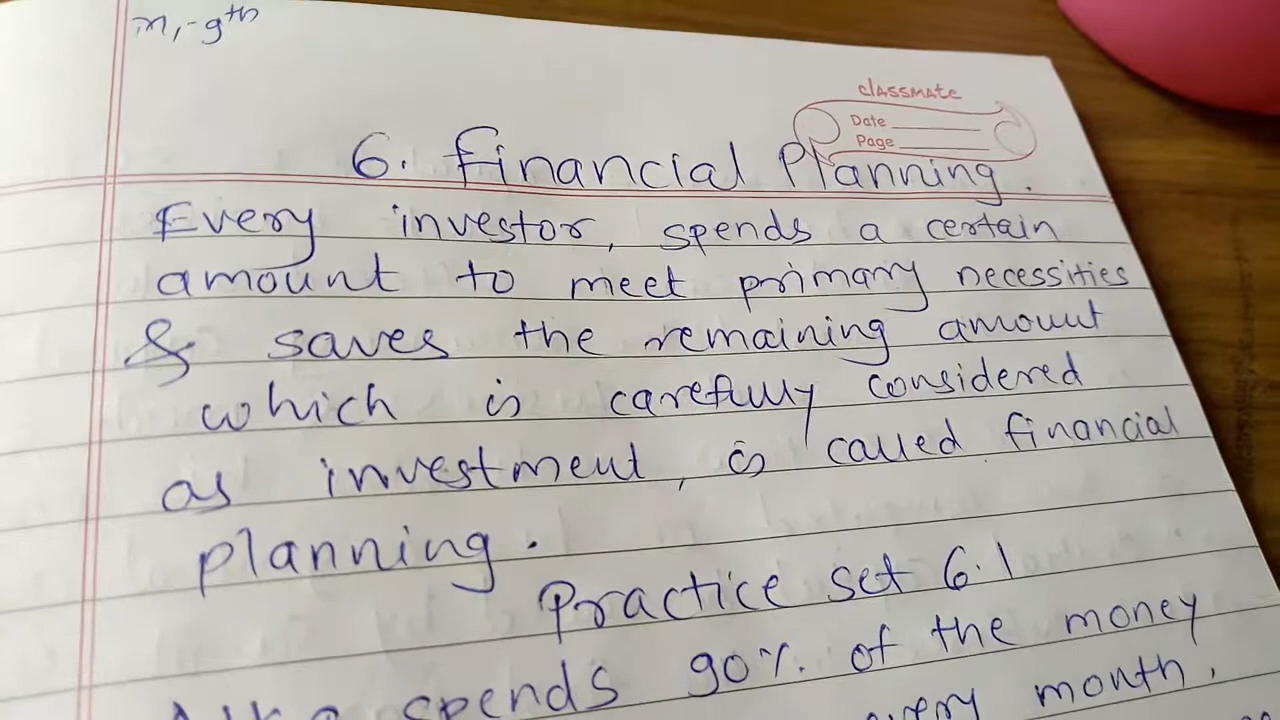 m,-9th
classmate
Date
Page
6. Financial Planning.
Every investor, spends a certain
amount to meet primary necessities
& saves the remaining amount
which is carefully considered
as investment, is called financial
planning.
Practice set 6.1
spends 90%. of the money
every month,